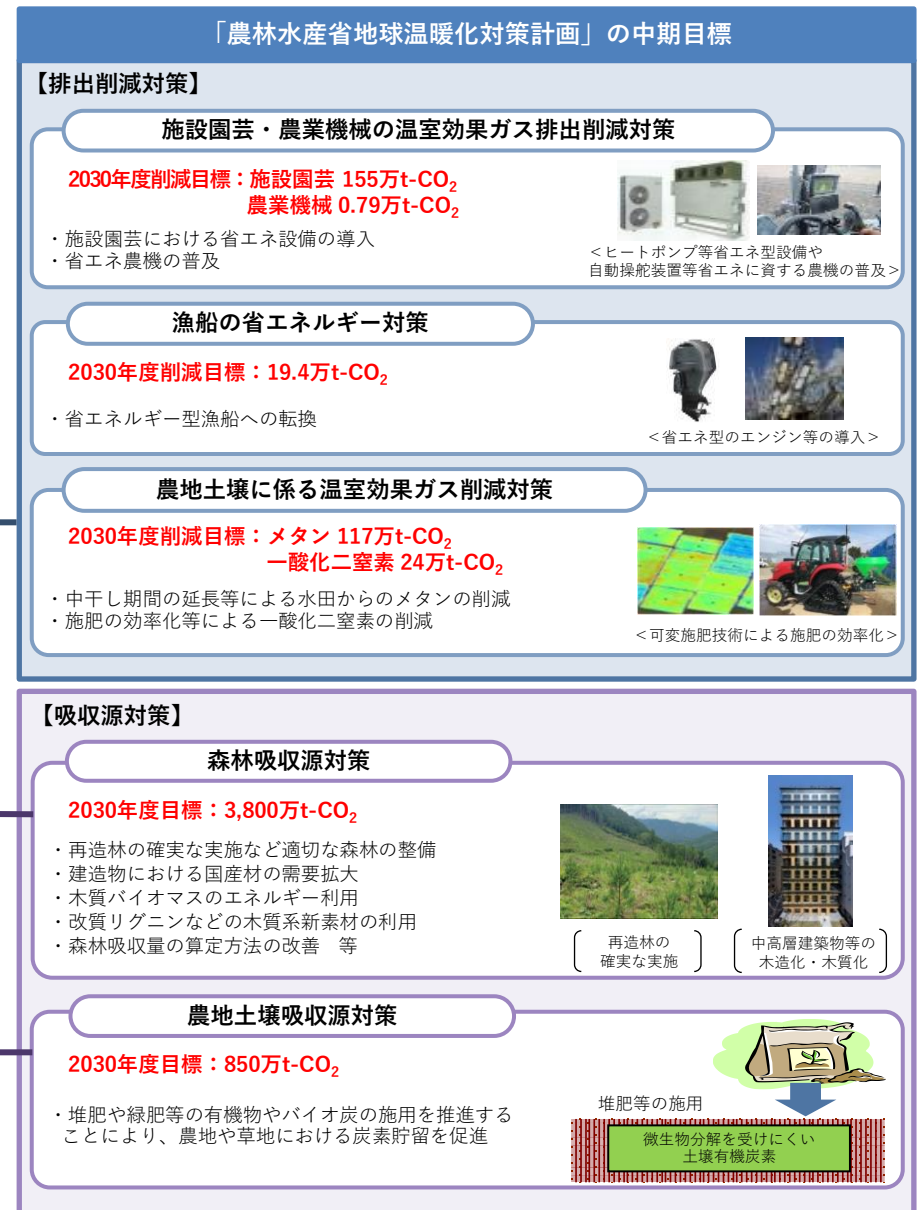 「農林水産省地球温暖化対策計画」の中期目標
【排出削減対策】
施設園芸・農業機械の温室効果ガス排出削減対策
2030年度削減目標：施設園芸 155万t-CO₂
農業機械 0.79万t-CO₂
・施設園芸における省エネ設備の導入
・省エネ農機の普及
＜ヒートポンプ等省エネ型設備や
自動操舵装置等省エネに資する農機の普及＞
漁船の省エネルギー対策
2030年度削減目標：19.4万t-CO₂
・省エネルギー型漁船への転換
＜省エネ型のエンジン等の導入＞
農地土壌に係る温室効果ガス削減対策
2030年度削減目標：メタン 117万t-CO₂
一酸化二窒素 24万t-CO₂
・中干し期間の延長等による水田からのメタンの削減
・施肥の効率化等による一酸化二窒素の削減
＜可変施肥技術による施肥の効率化＞
【吸収源対策】
森林吸収源対策
2030年度目標：3,800万t-CO₂
・再造林の確実な実施など適切な森林の整備
・建造物における国産材の需要拡大
・木質バイオマスのエネルギー利用
・改質リグニンなどの木質系新素材の利用
・森林吸収量の算定方法の改善　等
再造林の
確実な実施
中高層建築物等の
木造化・木質化
農地土壌吸収源対策
2030年度目標：850万t-CO₂
・堆肥や緑肥等の有機物やバイオ炭の施用を推進する
ことにより、農地や草地における炭素貯留を促進
堆肥等の施用
微生物分解を受けにくい
土壌有機炭素